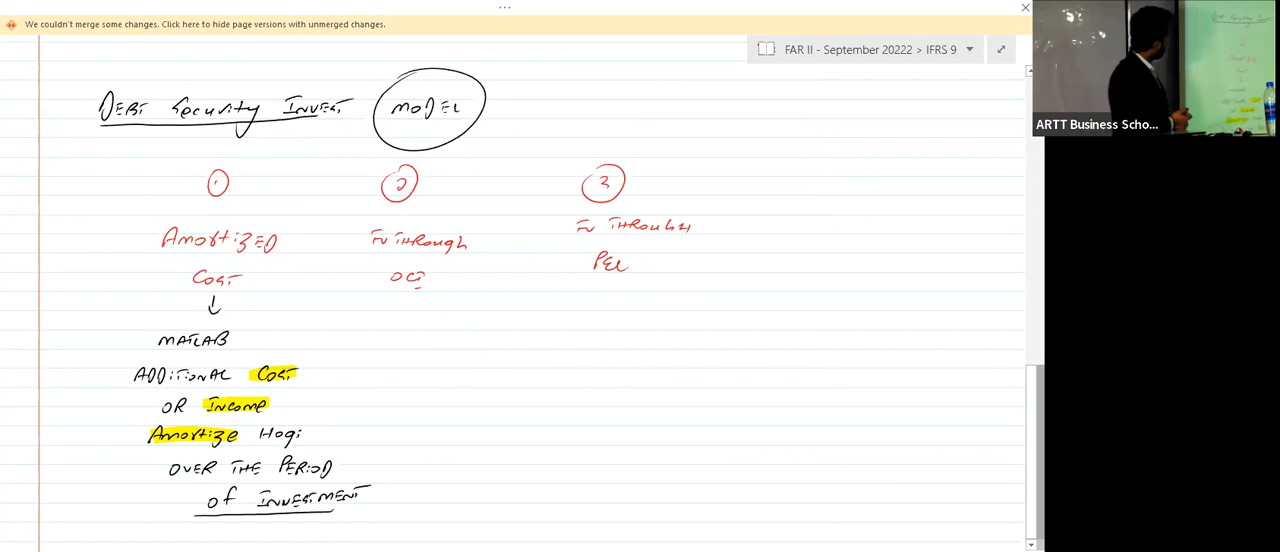 We couldn't merge some changes. Click here to hide page versions with unmerged changes.
FAR II - September 20222 > IFRS 9
ARTT Business Scho...
DEBT Security INVEST MODEL
1 2 3
Amortized COST
FV THROUGH OCI
FV THROUGH P&L
MATLAB
ADDITIONAL COST
OR INCOME
Amortize Hogi
OVER THE PERIOD
OF INVESTMENT